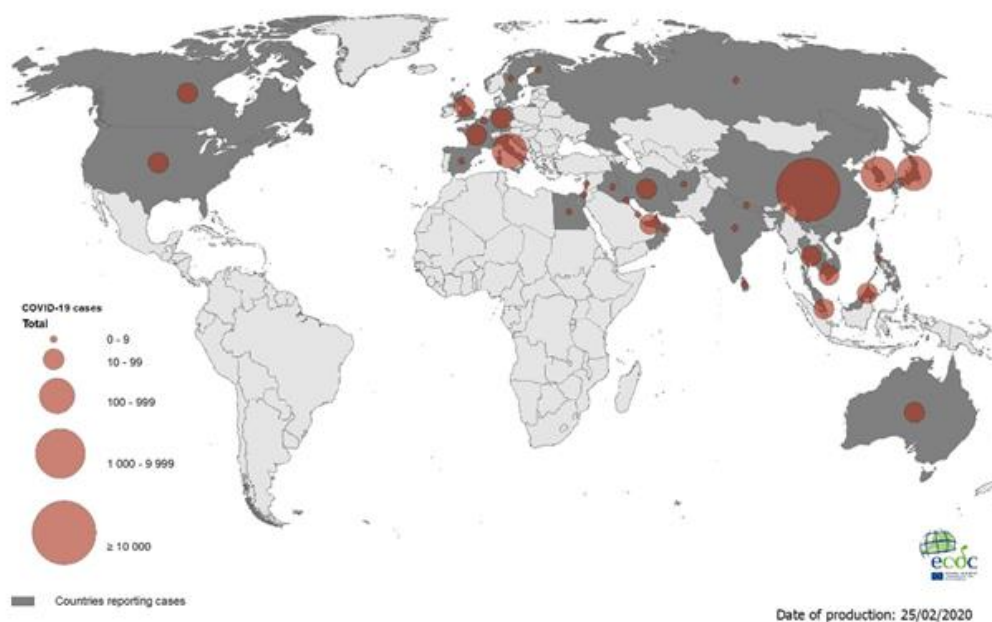 COVID-19 cases
Total
0 - 9
10 - 99
100 - 999
1 000 - 9 999
≥ 10 000
Countries reporting cases
ecdc
Date of production: 25/02/2020